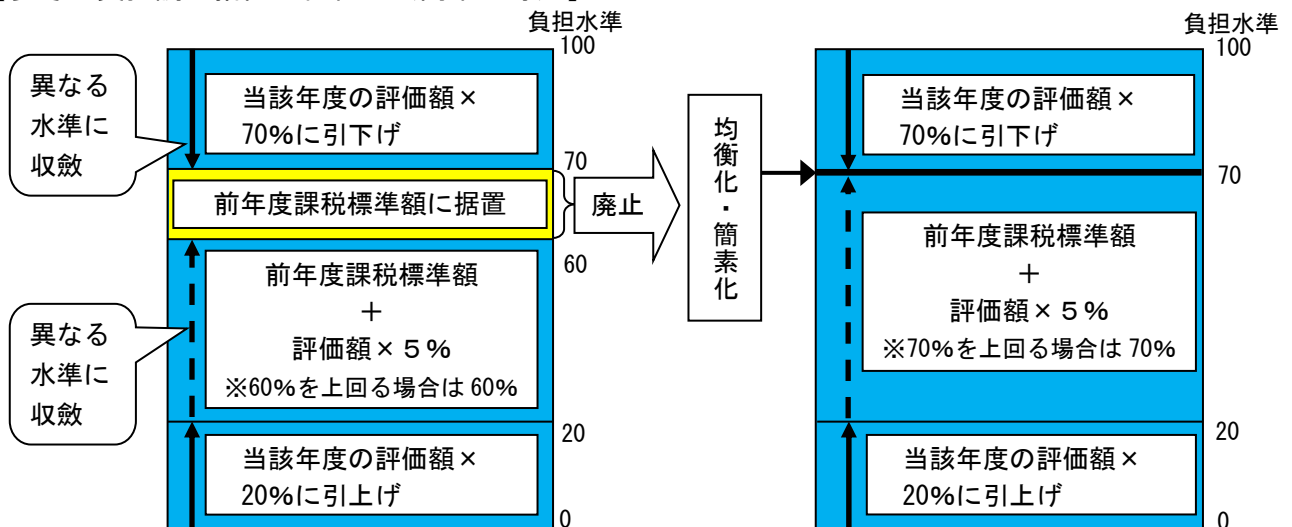 負担水準
100
異なる
水準に
収斂
当該年度の評価額×
70%に引下げ
70
前年度課税標準額に据置
廃止
60
前年度課税標準額
＋
評価額×５%
※60%を上回る場合は 60%
異なる
水準に
収斂
20
当該年度の評価額×
20%に引上げ
0
均衡化・簡素化
負担水準
100
当該年度の評価額×
70%に引下げ
70
前年度課税標準額
＋
評価額×５%
※70%を上回る場合は 70%
20
当該年度の評価額×
20%に引上げ
0